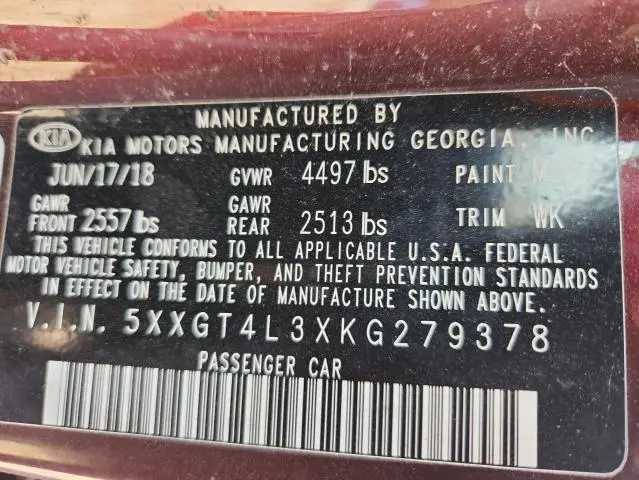 MANUFACTURED BY
KIA KIA MOTORS MANUFACTURING GEORGIA, INC
JUN/17/18 GVWR 4497 lbs PAINT
GAWR FRONT 2557 lbs GAWR REAR 2513 lbs TRIM WK
THIS VEHICLE CONFORMS TO ALL APPLICABLE U.S.A. FEDERAL
MOTOR VEHICLE SAFETY, BUMPER, AND THEFT PREVENTION STANDARDS
IN EFFECT ON THE DATE OF MANUFACTURE SHOWN ABOVE.
V.I.N. 5XXGT4L3XKG279378
PASSENGER CAR